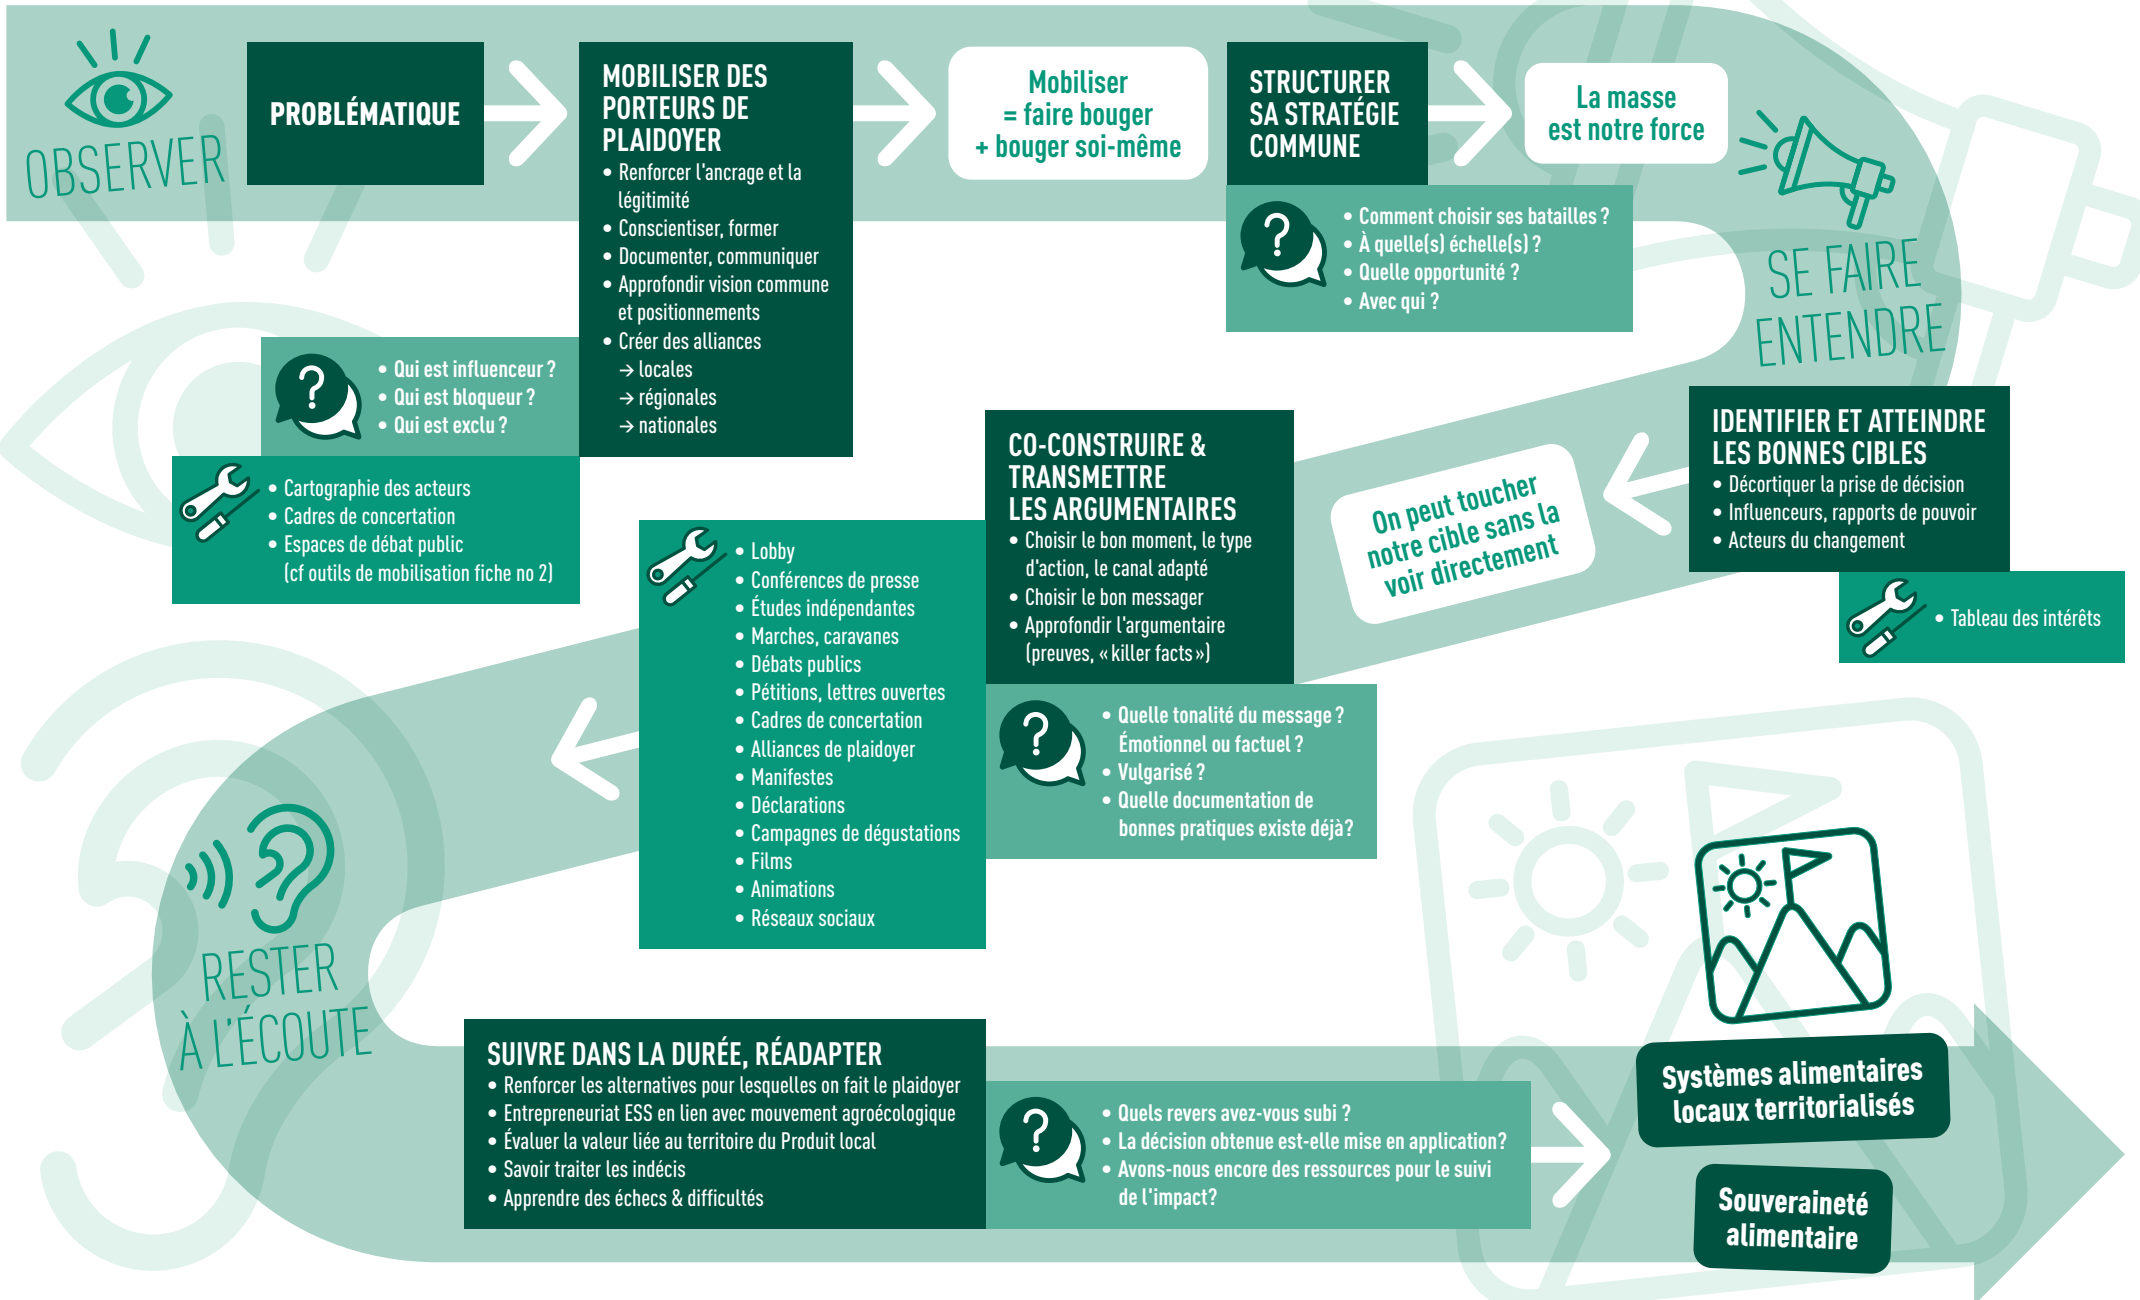 OBSERVER
PROBLÉMATIQUE
MOBILISER DES
PORTEURS DE
PLAIDOYER
• Renforcer l'ancrage et la
légitimité
• Conscientiser, former
• Documenter, communiquer
• Approfondir vision commune
et positionnements
• Créer des alliances
→ locales
→ régionales
→ nationales
• Qui est influenceur ?
• Qui est bloqueur ?
• Qui est exclu ?
• Cartographie des acteurs
• Cadres de concertation
• Espaces de débat public
(cf outils de mobilisation fiche no 2)
Mobiliser
= faire bouger
+ bouger soi-même
STRUCTURER
SA STRATÉGIE
COMMUNE
• Comment choisir ses batailles ?
• À quelle(s) échelle(s) ?
• Quelle opportunité ?
• Avec qui ?
La masse
est notre force
SE FAIRE
ENTENDRE
IDENTIFIER ET ATTEINDRE
LES BONNES CIBLES
• Décortiquer la prise de décision
• Influenceurs, rapports de pouvoir
• Acteurs du changement
• Tableau des intérêts
On peut toucher
notre cible sans la
voir directement
CO-CONSTRUIRE &
TRANSMETTRE
LES ARGUMENTAIRES
• Choisir le bon moment, le type
d'action, le canal adapté
• Choisir le bon messager
• Approfondir l'argumentaire
(preuves, « killer facts »)
• Quelle tonalité du message ?
Émotionnel ou factuel ?
• Vulgarisé ?
• Quelle documentation de
bonnes pratiques existe déjà?
• Lobby
• Conférences de presse
• Études indépendantes
• Marches, caravanes
• Débats publics
• Pétitions, lettres ouvertes
• Cadres de concertation
• Alliances de plaidoyer
• Manifestes
• Déclarations
• Campagnes de dégustations
• Films
• Animations
• Réseaux sociaux
RESTER
À L'ÉCOUTE
SUIVRE DANS LA DURÉE, RÉADAPTER
• Renforcer les alternatives pour lesquelles on fait le plaidoyer
• Entrepreneuriat ESS en lien avec mouvement agroécologique
• Évaluer la valeur liée au territoire du Produit local
• Savoir traiter les indécis
• Apprendre des échecs & difficultés
• Quels revers avez-vous subi ?
• La décision obtenue est-elle mise en application?
• Avons-nous encore des ressources pour le suivi
de l'impact?
Systèmes alimentaires
locaux territorialisés
Souveraineté
alimentaire